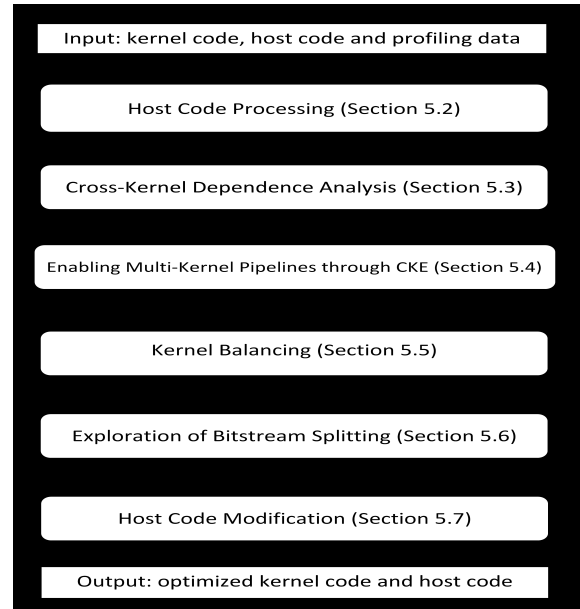 Input: kernel code, host code and profiling data
Host Code Processing (Section 5.2)
Cross-Kernel Dependence Analysis (Section 5.3)
Enabling Multi-Kernel Pipelines through CKE (Section 5.4)
Kernel Balancing (Section 5.5)
Exploration of Bitstream Splitting (Section 5.6)
Host Code Modification (Section 5.7)
Output: optimized kernel code and host code